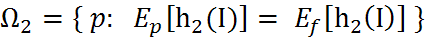 Ω₂ = { p: E_p[h₂(I)] = E_f[h₂(I)] }